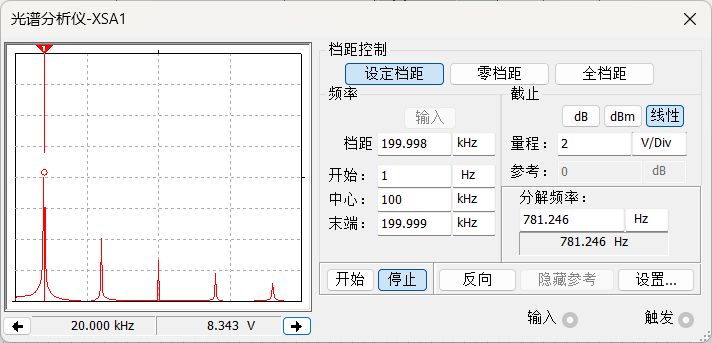 光谱分析仪-XSA1
档距控制
设定档距 零档距 全档距
频率
输入
档距 199.998 kHz
开始： 1 Hz
中心： 100 kHz
末端： 199.999 kHz
截止
dB dBm 线性
量程： 2 V/Div
参考： 0 dB
分解频率：
781.246 Hz
781.246 Hz
开始 停止 反向 隐藏参考 设置...
20.000 kHz 8.343 V
输入 触发